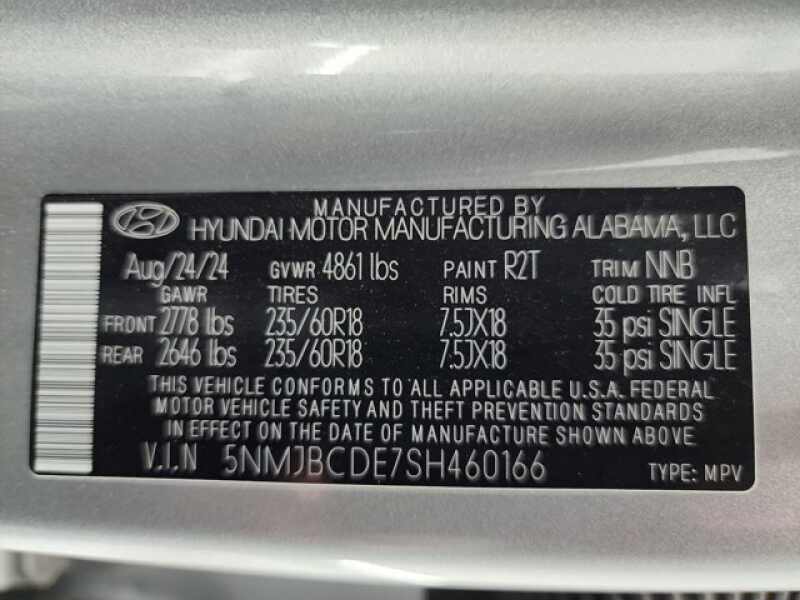 MANUFACTURED BY
HYUNDAI MOTOR MANUFACTURING ALABAMA, LLC
Aug/24/24 GVWR 4861 lbs PAINT R2T TRIM NNB
GAWR TIRES RIMS COLD TIRE INFL
FRONT 2778 lbs 235/60R18 7.5JX18 35 psi SINGLE
REAR 2646 lbs 235/60R18 7.5JX18 35 psi SINGLE
THIS VEHICLE CONFORMS TO ALL APPLICABLE U.S.A. FEDERAL
MOTOR VEHICLE SAFETY AND THEFT PREVENTION STANDARDS
IN EFFECT ON THE DATE OF MANUFACTURE SHOWN ABOVE
V.I.N 5NMJBCDE7SH460166 TYPE: MPV